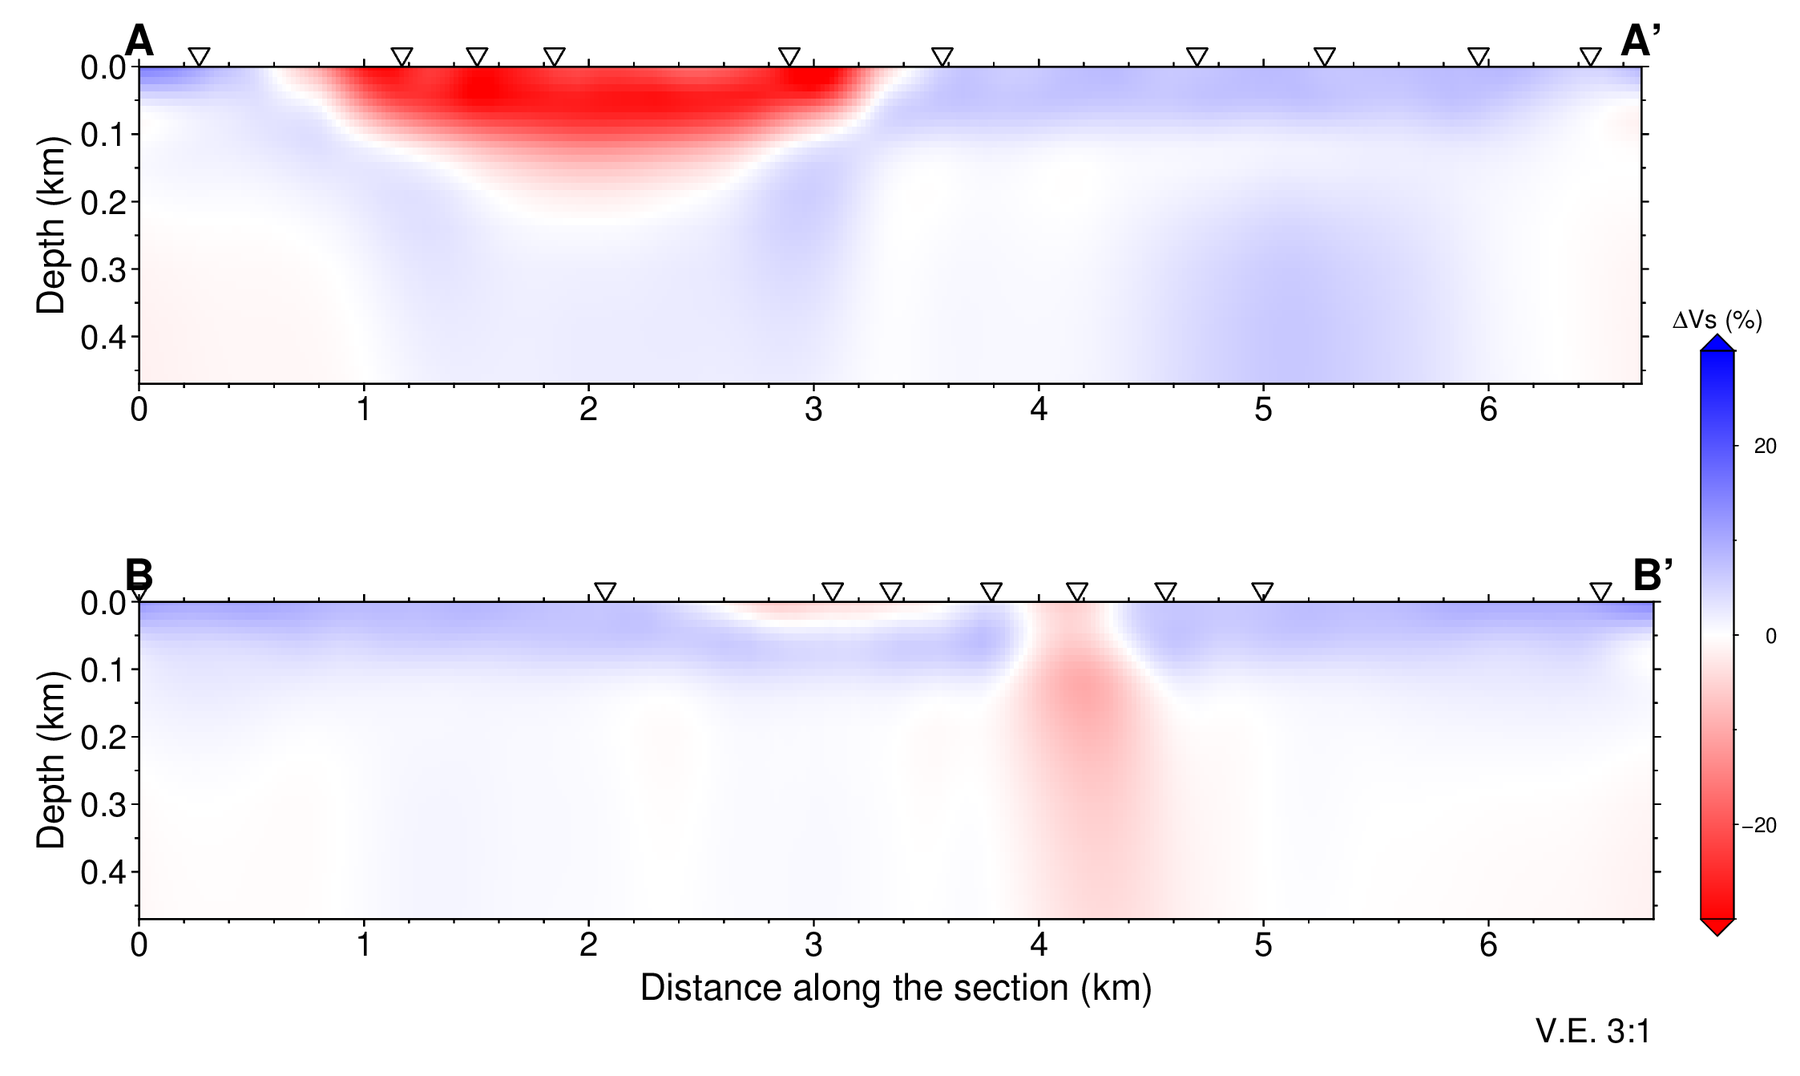 A A’
0.0
0.1
0.2
0.3
0.4
Depth (km)
0 1 2 3 4 5 6
ΔVs (%)
20
0
−20
B B’
0.0
0.1
0.2
0.3
0.4
Depth (km)
0 1 2 3 4 5 6
Distance along the section (km)
V.E. 3:1